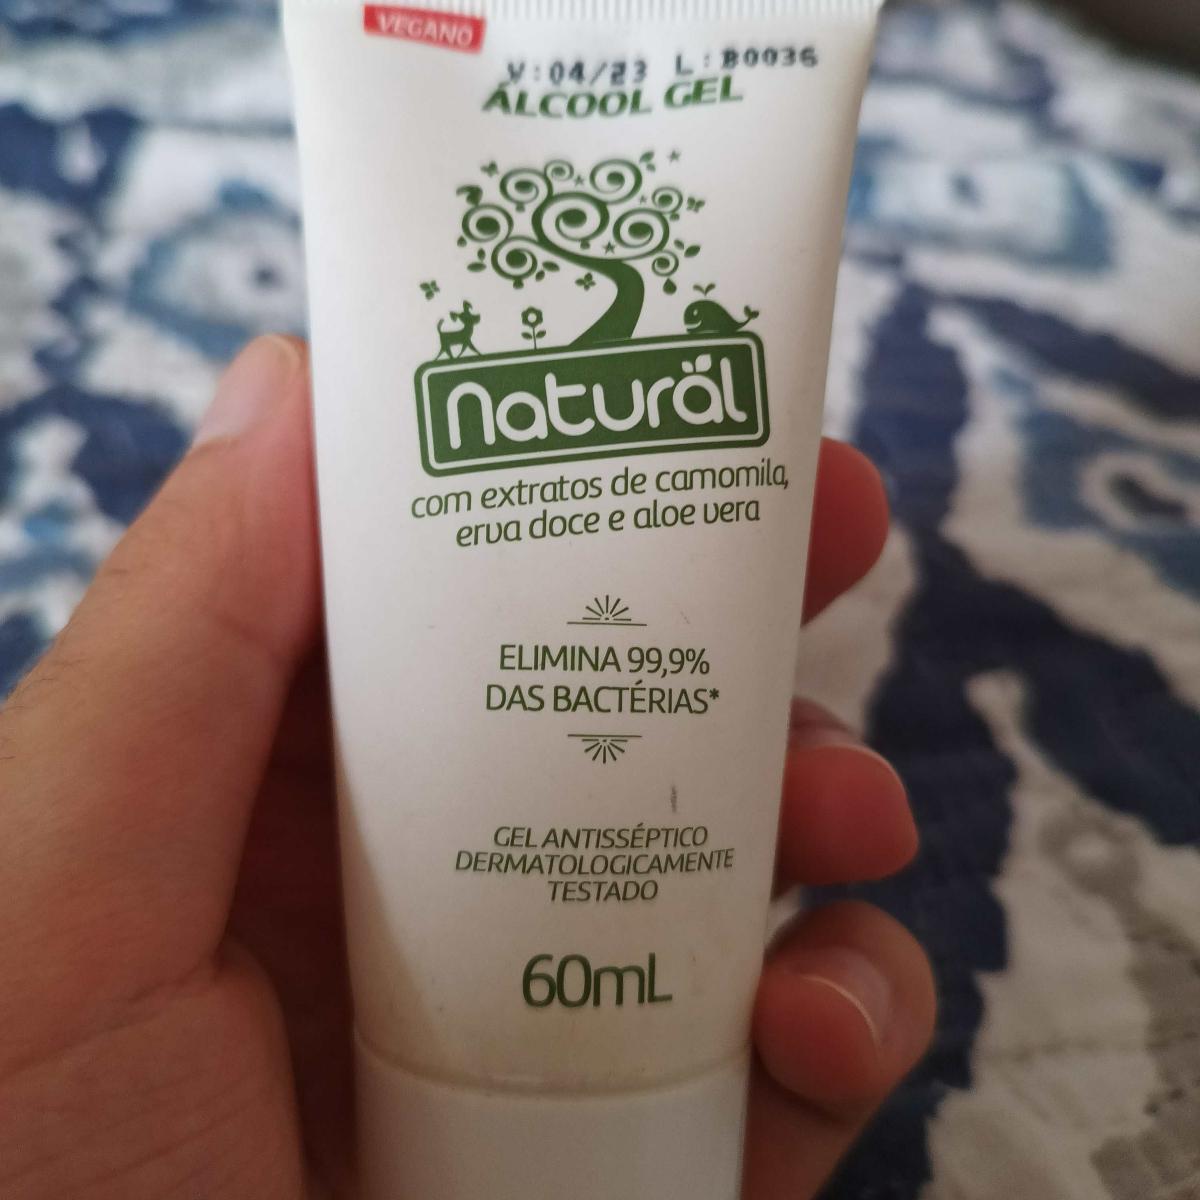 VEGANO
V:04/23 L:B0036
ÁLCOOL GEL
naturäl
com extratos de camomila,
erva doce e aloe vera
ELIMINA 99,9%
DAS BACTÉRIAS*
GEL ANTISSÉPTICO
DERMATOLOGICAMENTE
TESTADO
60mL